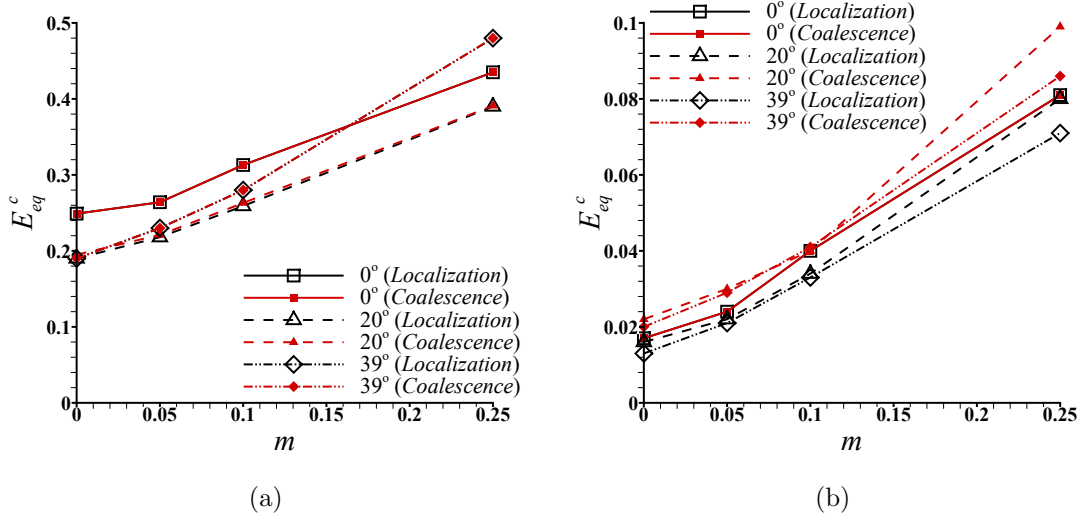 0.5
0.4
0.3
0.2
0.1
0
0 0.05 0.1 0.15 0.2 0.25
E_eq^c
m
0° (Localization)
0° (Coalescence)
20° (Localization)
20° (Coalescence)
39° (Localization)
39° (Coalescence)
(a)
0.1
0.08
0.06
0.04
0.02
0
0 0.05 0.1 0.15 0.2 0.25
E_eq^c
m
0° (Localization)
0° (Coalescence)
20° (Localization)
20° (Coalescence)
39° (Localization)
39° (Coalescence)
(b)